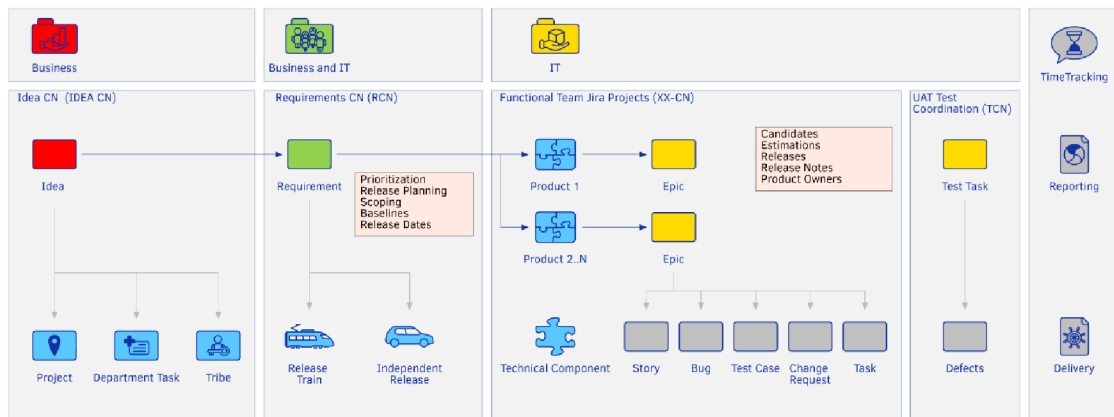 Business
Business and IT
IT
TimeTracking
Idea CN (IDEA CN)
Requirements CN (RCN)
Functional Team Jira Projects (XX-CN)
UAT Test
Coordination (TCN)
Idea
Requirement
Prioritization
Release Planning
Scoping
Baselines
Release Dates
Product 1
Epic
Candidates
Estimations
Releases
Release Notes
Product Owners
Test Task
Reporting
Product 2..N
Epic
Project
Department Task
Tribe
Release
Train
Independent
Release
Technical Component
Story
Bug
Test Case
Change
Request
Task
Defects
Delivery